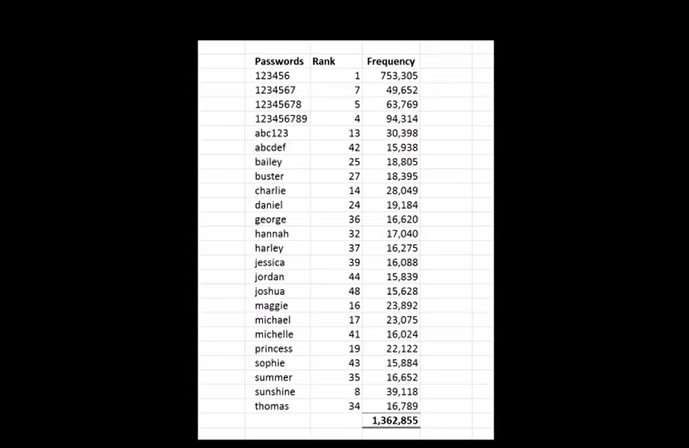 Passwords Rank Frequency
123456 1 753,305
1234567 7 49,652
12345678 5 63,769
123456789 4 94,314
abc123 13 30,398
abcdef 42 15,938
bailey 25 18,805
buster 27 18,395
charlie 14 28,049
daniel 24 19,184
george 36 16,620
hannah 32 17,040
harley 37 16,275
jessica 39 16,088
jordan 44 15,839
joshua 48 15,628
maggie 16 23,892
michael 17 23,075
michelle 41 16,024
princess 19 22,122
sophie 43 15,884
summer 35 16,652
sunshine 8 39,118
thomas 34 16,789
1,362,855